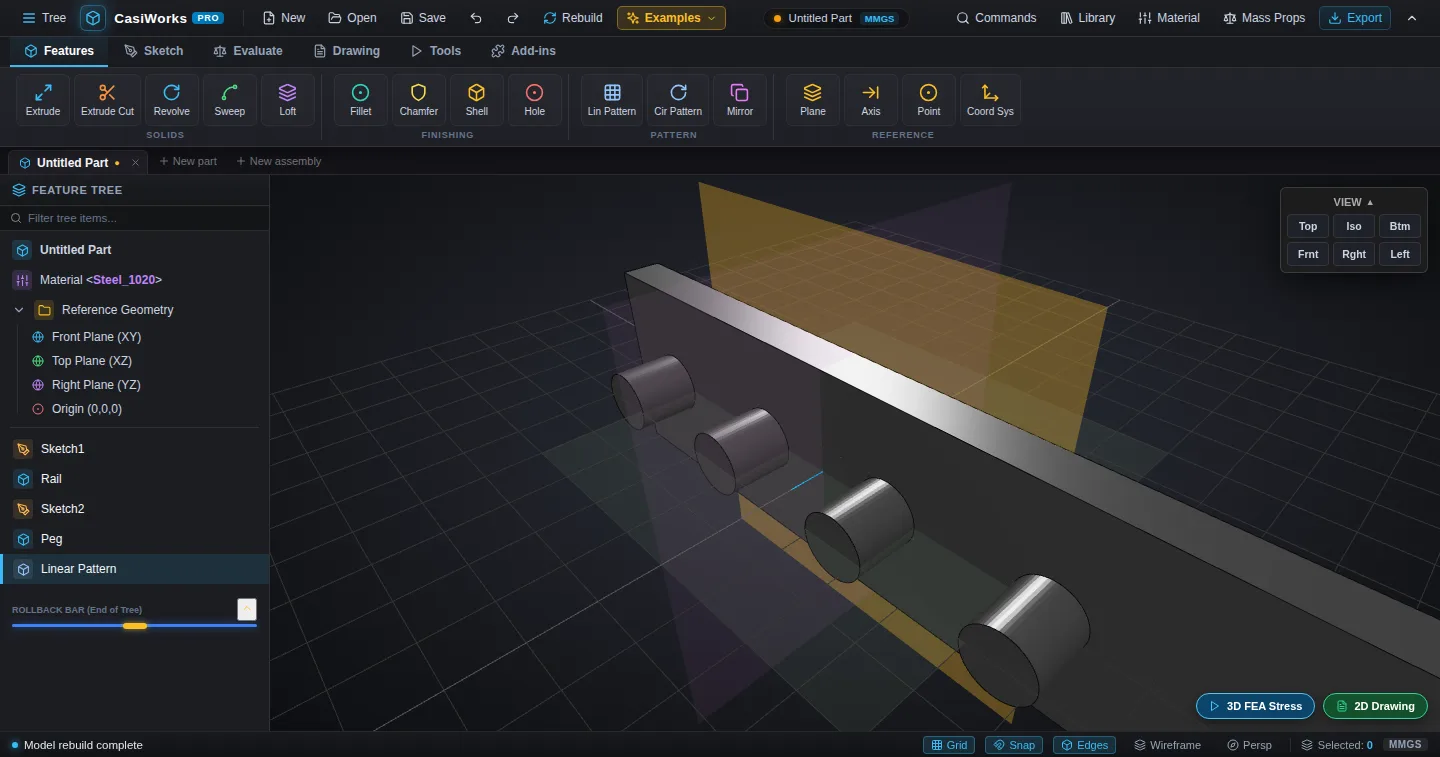 Tree CasiWorks PRO New Open Save Rebuild Examples Untitled Part MMGS Commands Library Material Mass Props Export
Features Sketch Evaluate Drawing Tools Add-ins
Extrude Extrude Cut Revolve Sweep Loft Fillet Chamfer Shell Hole Lin Pattern Cir Pattern Mirror Plane Axis Point Coord Sys
SOLIDS FINISHING PATTERN REFERENCE
Untitled Part New part New assembly
FEATURE TREE
Filter tree items...
Untitled Part
Material <Steel_1020>
Reference Geometry
Front Plane (XY)
Top Plane (XZ)
Right Plane (YZ)
Origin (0,0,0)
Sketch1
Rail
Sketch2
Peg
Linear Pattern
ROLLBACK BAR (End of Tree)
VIEW ▲
Top Iso Btm
Frnt Rght Left
3D FEA Stress 2D Drawing
Model rebuild complete Grid Snap Edges Wireframe Persp Selected: 0 MMGS